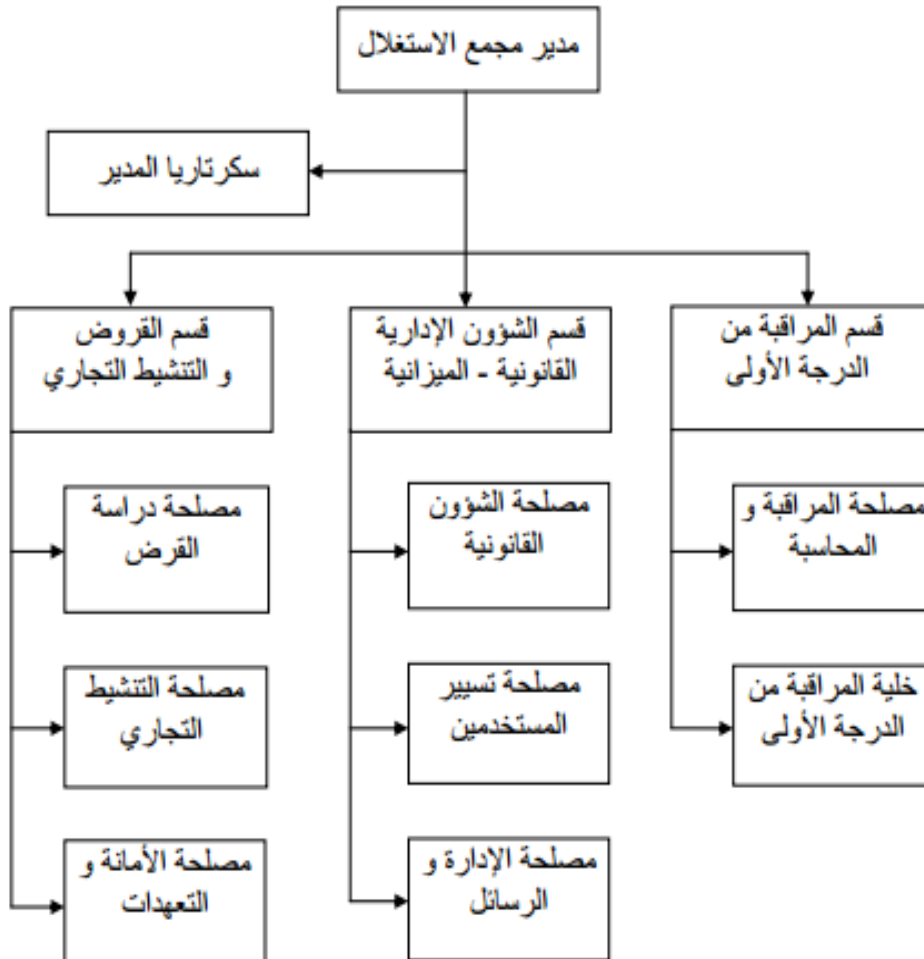 مدير مجمع الاستغلال
سكرتاريا المدير
قسم المراقبة من
الدرجة الأولى
قسم الشؤون الإدارية
القانونية - الميزانية
قسم القروض
و التنشيط التجاري
مصلحة المراقبة و
المحاسبة
مصلحة الشؤون
القانونية
مصلحة دراسة
القرض
خلية المراقبة من
الدرجة الأولى
مصلحة تسيير
المستخدمين
مصلحة التنشيط
التجاري
مصلحة الإدارة و
الرسائل
مصلحة الأمانة و
التعهدات